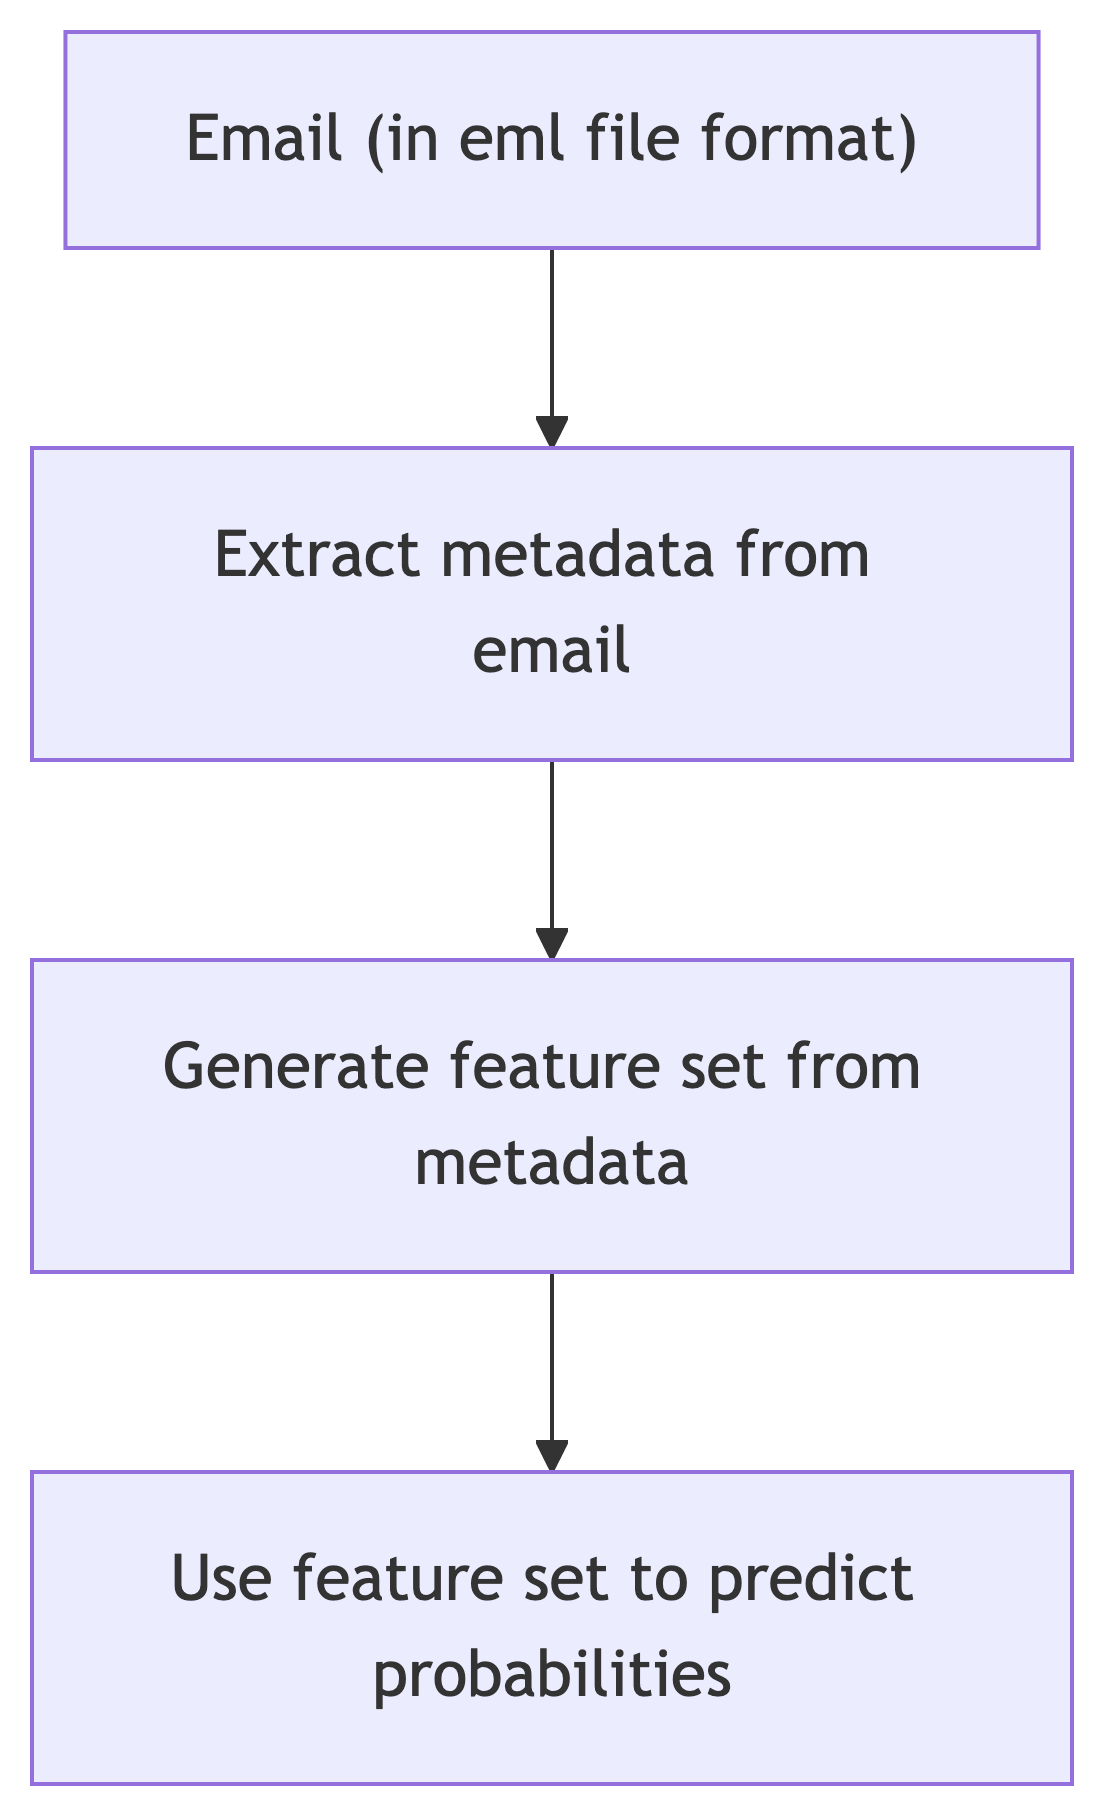 Email (in eml file format)
Extract metadata from
email
Generate feature set from
metadata
Use feature set to predict
probabilities